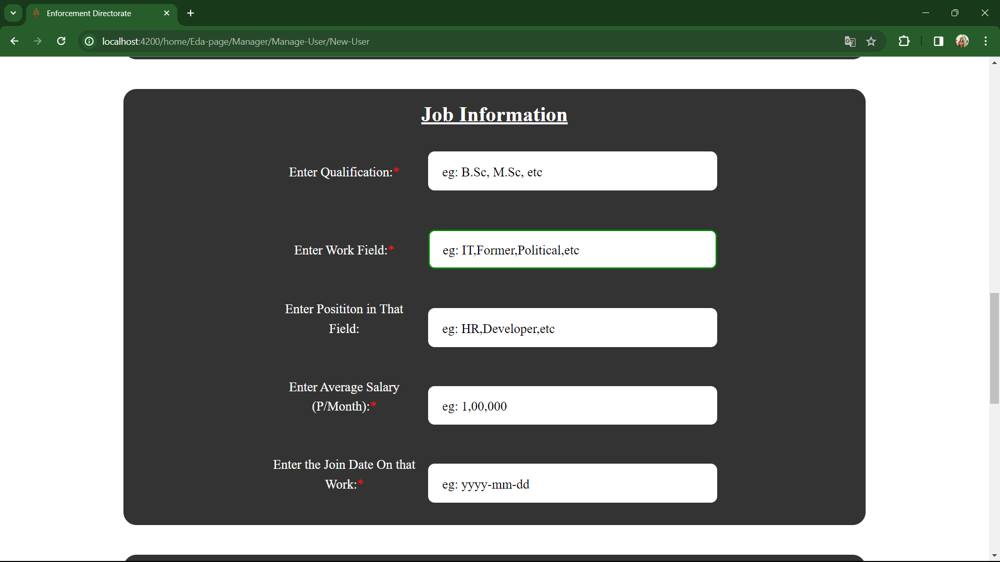 Enforcement Directorate
localhost:4200/home/Eda-page/Manager/Manage-User/New-User
Job Information
Enter Qualification:*
eg: B.Sc, M.Sc, etc
Enter Work Field:*
eg: IT,Former,Political,etc
Enter Posititon in That
Field:
eg: HR,Developer,etc
Enter Average Salary
(P/Month):*
eg: 1,00,000
Enter the Join Date On that
Work:*
eg: yyyy-mm-dd